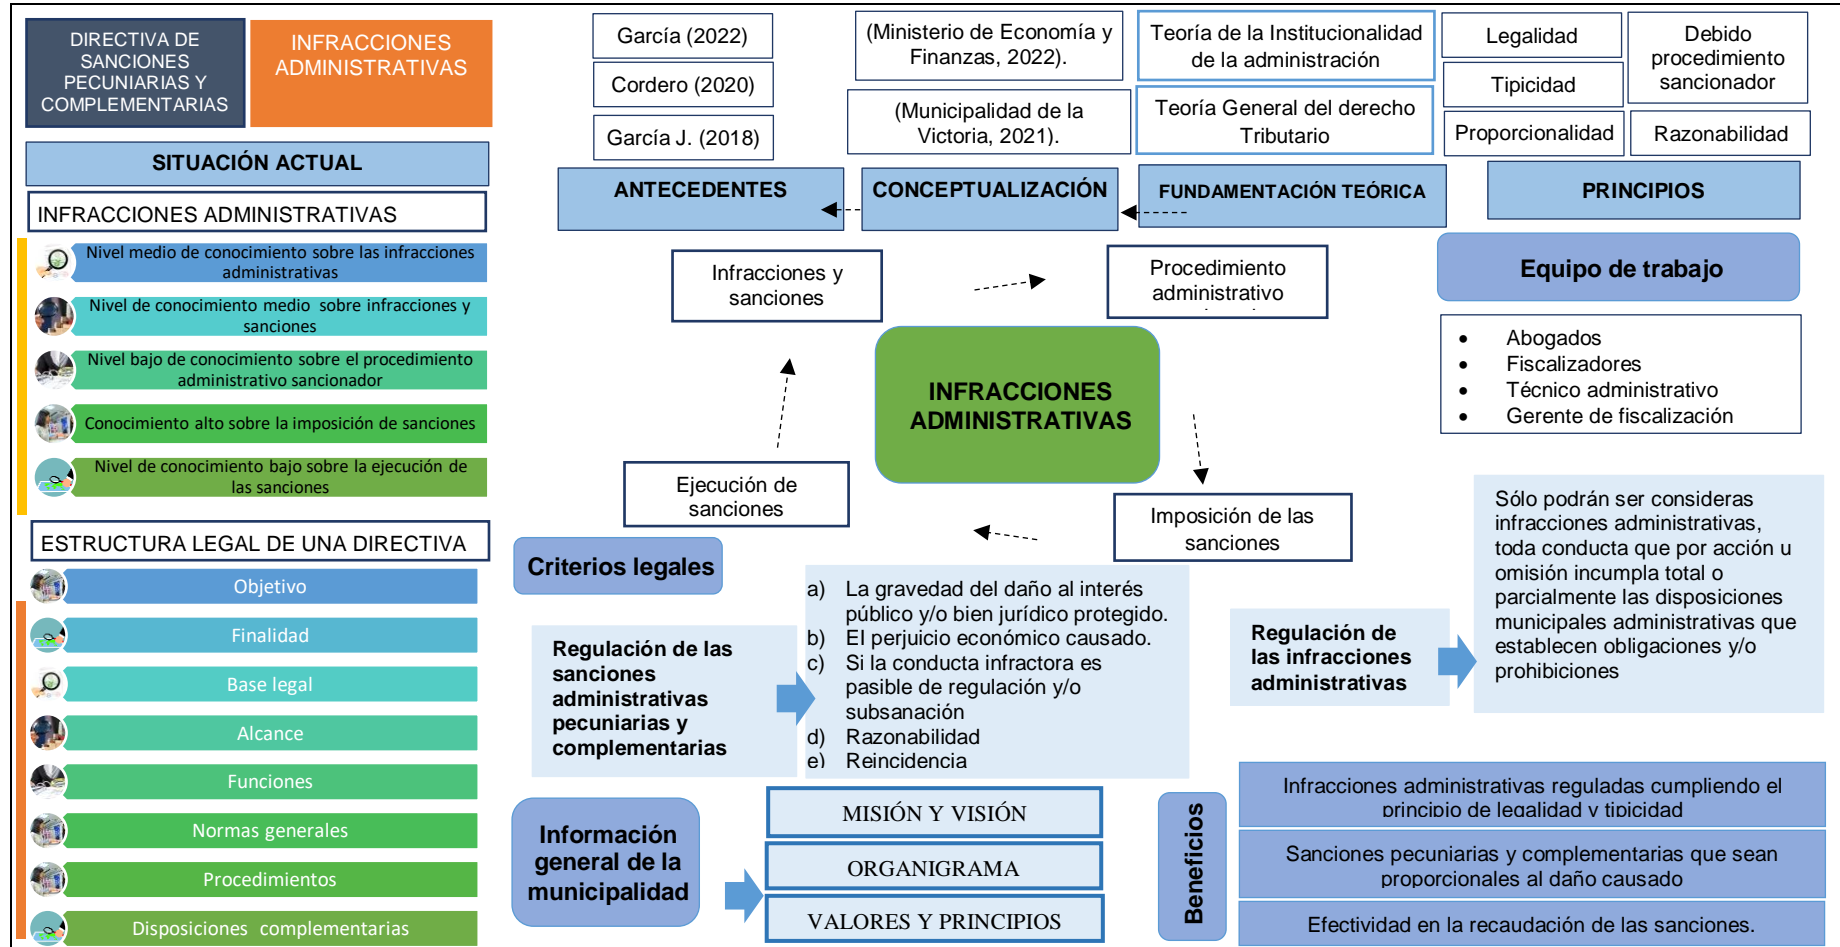 DIRECTIVA DE
SANCIONES
PECUNIARIAS Y
COMPLEMENTARIAS
INFRACCIONES
ADMINISTRATIVAS
SITUACIÓN ACTUAL
INFRACCIONES ADMINISTRATIVAS
Nivel medio de conocimiento sobre las infracciones
administrativas
Nivel de conocimiento medio sobre infracciones y
sanciones
Nivel bajo de conocimiento sobre el procedimiento
administrativo sancionador
Conocimiento alto sobre la imposición de sanciones
Nivel de conocimiento bajo sobre la ejecución de
las sanciones
ESTRUCTURA LEGAL DE UNA DIRECTIVA
Objetivo
Finalidad
Base legal
Alcance
Funciones
Normas generales
Procedimientos
Disposiciones complementarias
García (2022)
Cordero (2020)
García J. (2018)
ANTECEDENTES
(Ministerio de Economía y
Finanzas, 2022).
(Municipalidad de la
Victoria, 2021).
CONCEPTUALIZACIÓN
Teoría de la Institucionalidad
de la administración
Teoría General del derecho
Tributario
FUNDAMENTACIÓN TEÓRICA
Legalidad
Tipicidad
Proporcionalidad
Debido
procedimiento
sancionador
Razonabilidad
PRINCIPIOS
Infracciones y
sanciones
Procedimiento
administrativo
INFRACCIONES
ADMINISTRATIVAS
Ejecución de
sanciones
Imposición de las
sanciones
Equipo de trabajo
• Abogados
• Fiscalizadores
• Técnico administrativo
• Gerente de fiscalización
Criterios legales
Regulación de las
sanciones
administrativas
pecuniarias y
complementarias
a) La gravedad del daño al interés
público y/o bien jurídico protegido.
b) El perjuicio económico causado.
c) Si la conducta infractora es
pasible de regulación y/o
subsanación
d) Razonabilidad
e) Reincidencia
Regulación de
las infracciones
administrativas
Sólo podrán ser consideras
infracciones administrativas,
toda conducta que por acción u
omisión incumpla total o
parcialmente las disposiciones
municipales administrativas que
establecen obligaciones y/o
prohibiciones
Información
general de la
municipalidad
MISIÓN Y VISIÓN
ORGANIGRAMA
VALORES Y PRINCIPIOS
Beneficios
Infracciones administrativas reguladas cumpliendo el
principio de legalidad y tipicidad
Sanciones pecuniarias y complementarias que sean
proporcionales al daño causado
Efectividad en la recaudación de las sanciones.